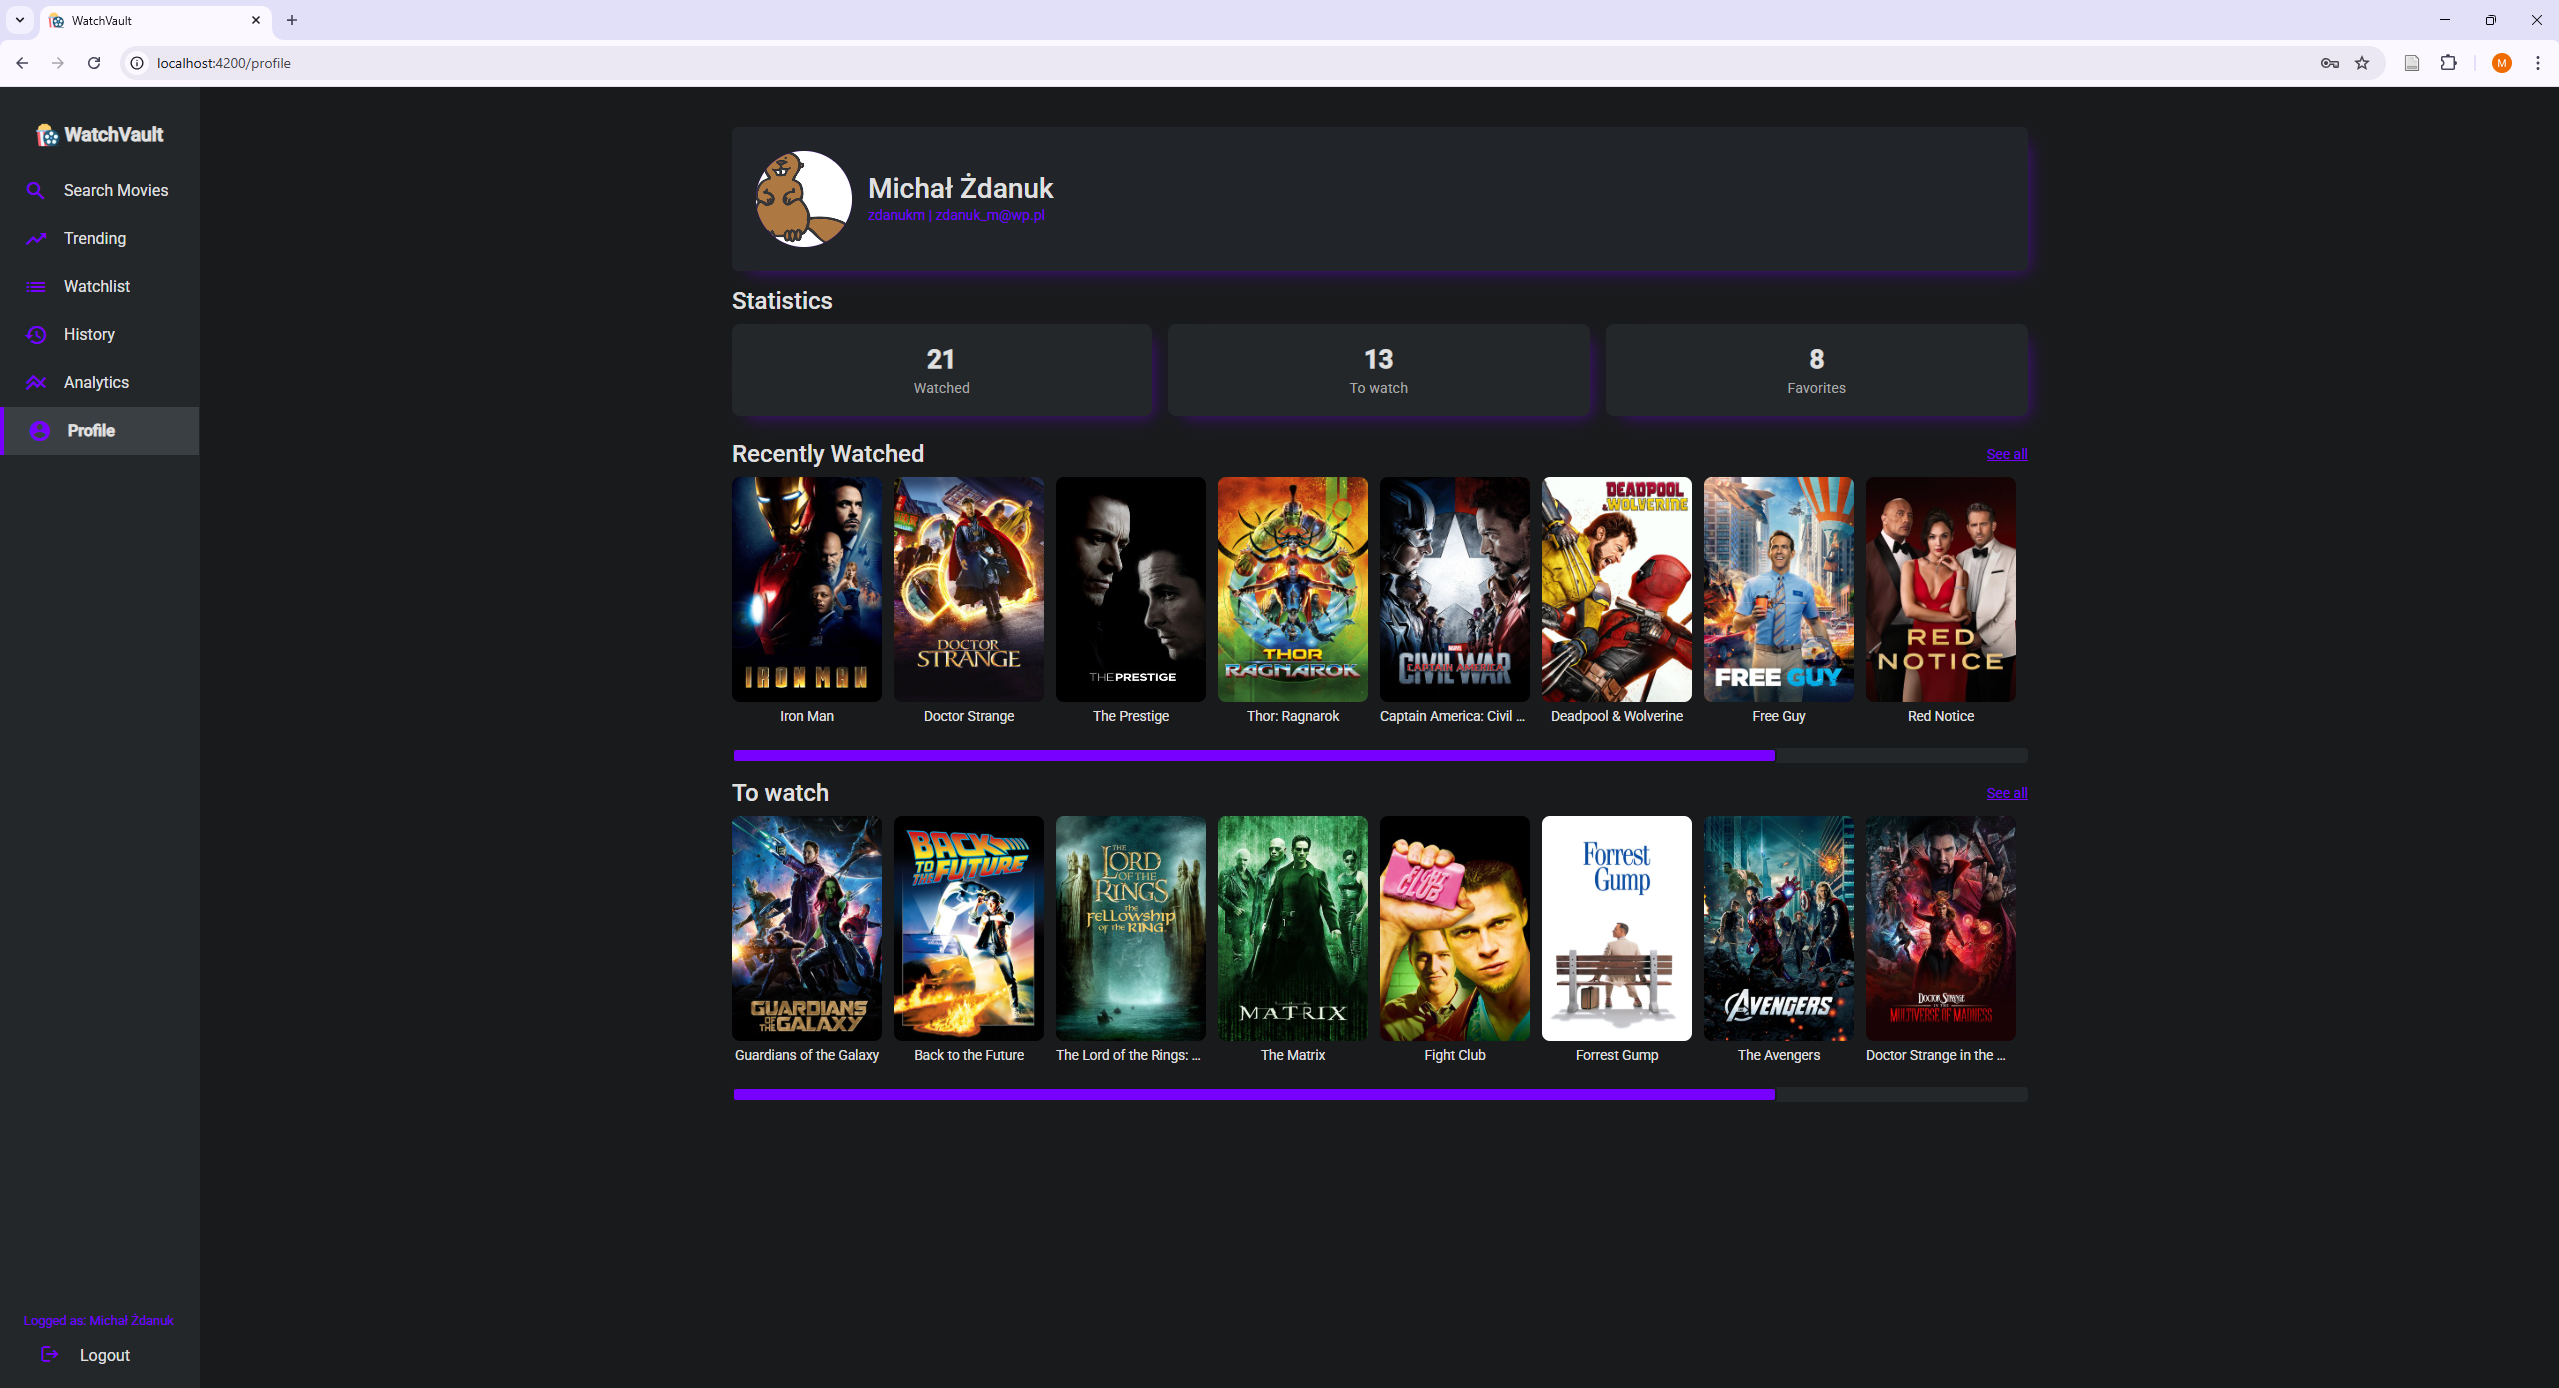 WatchVault
localhost:4200/profile
M
WatchVault
Search Movies
Trending
Watchlist
History
Analytics
Profile
Michał Żdanuk
zdanukm | zdanuk_m@wp.pl
Statistics
21
Watched
13
To watch
8
Favorites
Recently Watched
See all
IRON MAN
DOCTOR
STRANGE
THE PRESTIGE
THOR
RAGNAROK
MARVEL
CAPTAIN AMERICA
CIVIL WAR
DEADPOOL
& WOLVERINE
FREE GUY
RED
NOTICE
Iron Man
Doctor Strange
The Prestige
Thor: Ragnarok
Captain America: Civil ...
Deadpool & Wolverine
Free Guy
Red Notice
To watch
See all
GUARDIANS
OF THE GALAXY
BACK
TO THE FUTURE
THE
LORD
OF THE
RINGS
THE
FELLOWSHIP
OF THE RING
MATRIX
FIGHT
CLUB
Forrest
Gump
AVENGERS
DOCTOR STRANGE
IN THE
MULTIVERSE OF MADNESS
Guardians of the Galaxy
Back to the Future
The Lord of the Rings: ...
The Matrix
Fight Club
Forrest Gump
The Avengers
Doctor Strange in the ...
Logged as: Michał Żdanuk
Logout